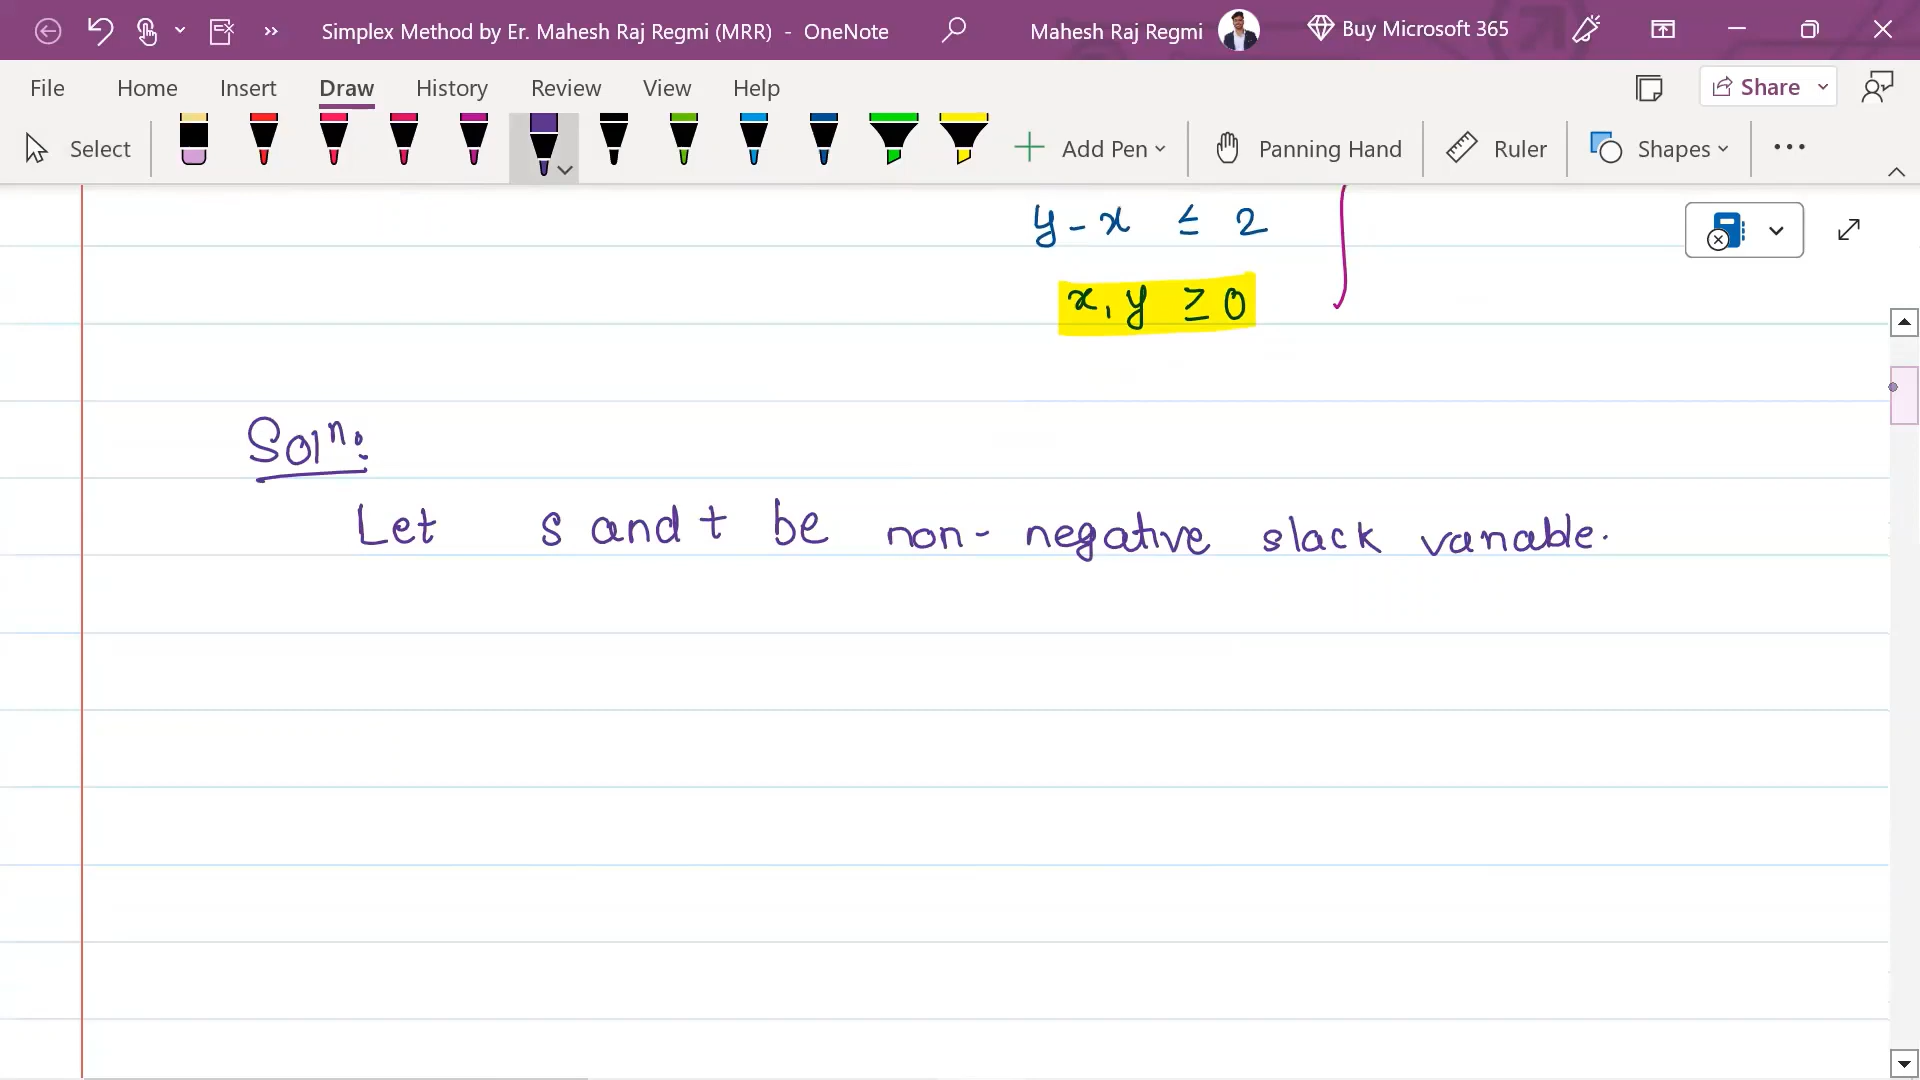 Simplex Method by Er. Mahesh Raj Regmi (MRR) - OneNote
Mahesh Raj Regmi
Buy Microsoft 365
File Home Insert Draw History Review View Help
Share
Select
Add Pen
Panning Hand
Ruler
Shapes
y - x ≤ 2
x, y ≥ 0
Solⁿ:
Let s and t be non-negative slack variable.